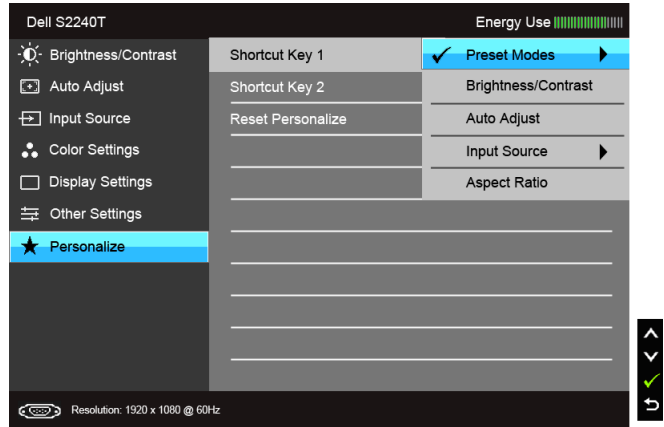 Dell S2240T
Energy Use
Brightness/Contrast
Auto Adjust
Input Source
Color Settings
Display Settings
Other Settings
Personalize
Shortcut Key 1
Shortcut Key 2
Reset Personalize
Preset Modes
Brightness/Contrast
Auto Adjust
Input Source
Aspect Ratio
Resolution: 1920 x 1080 @ 60Hz